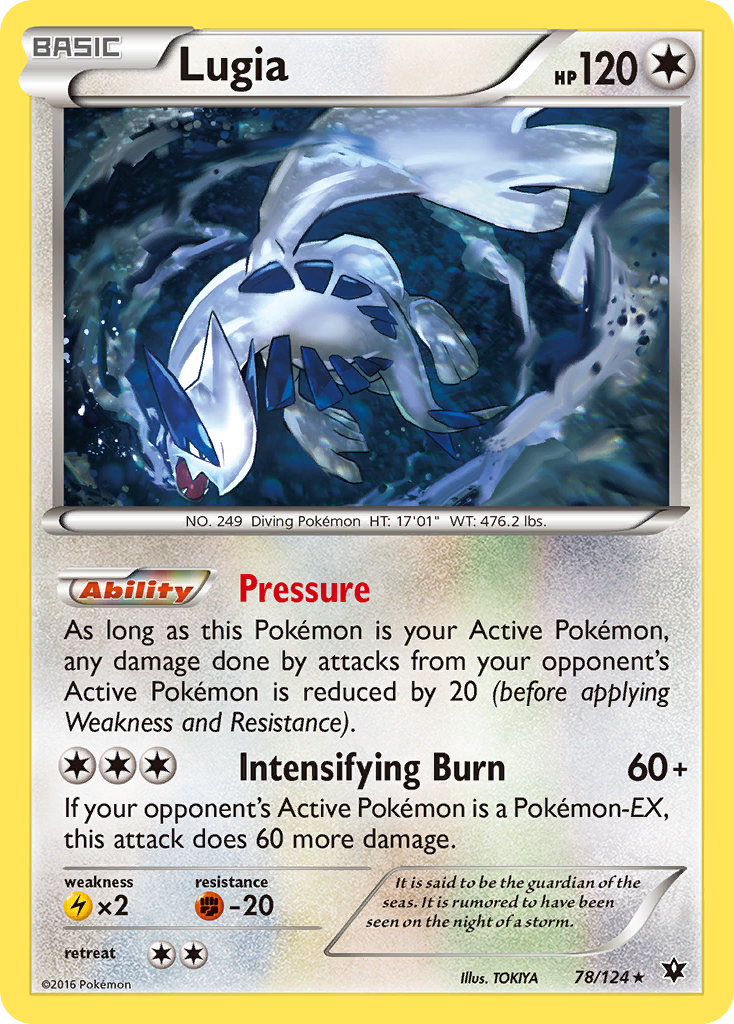 BASIC
Lugia
HP120
NO. 249 Diving Pokémon HT: 17'01" WT: 476.2 lbs.
Ability Pressure
As long as this Pokémon is your Active Pokémon,
any damage done by attacks from your opponent's
Active Pokémon is reduced by 20 (before applying
Weakness and Resistance).
Intensifying Burn 60+
If your opponent's Active Pokémon is a Pokémon-EX,
this attack does 60 more damage.
weakness
×2
resistance
-20
retreat
It is said to be the guardian of the
seas. It is rumored to have been
seen on the night of a storm.
©2016 Pokémon
Illus. TOKIYA
78/124★